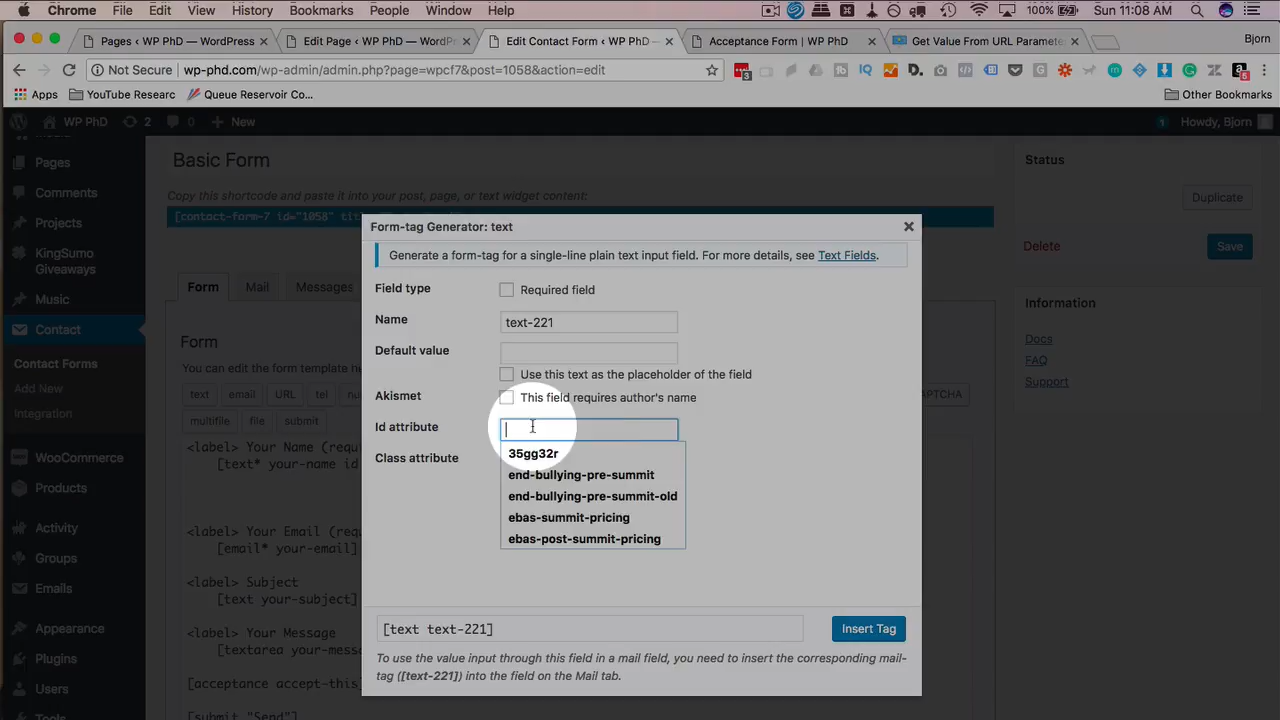 Chrome File Edit View History Bookmarks People Window Help 100% Sun 11:08 AM
Pages ‹ WP PhD — WordPress Edit Page ‹ WP PhD — WordPr Edit Contact Form ‹ WP PhD — Acceptance Form | WP PhD Get Value From URL Paramete Bjorn
Not Secure wp-phd.com/wp-admin/admin.php?page=wpcf7&post=1058&action=edit
Apps YouTube Researc Queue Reservoir Co... Other Bookmarks
WP PhD 2 0 New 1 Howdy, Bjorn
Pages
Comments
Projects
KingSumo
Giveaways
Music
Contact
Contact Forms
Add New
Integration
WooCommerce
Products
Activity
Groups
Emails
Appearance
Plugins
Users
Tools
Basic Form
Copy this shortcode and paste it into your post, page, or text widget content:
[contact-form-7 id="1058" tit
Form Mail Messages
Form
You can edit the form template he
text email URL tel nu APTCHA
multifile file submit
<label> Your Name (requ
[text* your-name id
<label> Your Email (requ
[email* your-email]
<label> Subject
[text your-subject]
<label> Your Message
[textarea your-mess
[acceptance accept-this]
[submit "Send"]
Form-tag Generator: text
Generate a form-tag for a single-line plain text input field. For more details, see Text Fields.
Field type Required field
Name text-221
Default value
Use this text as the placeholder of the field
Akismet This field requires author's name
Id attribute
Class attribute
35gg32r
end-bullying-pre-summit
end-bullying-pre-summit-old
ebas-summit-pricing
ebas-post-summit-pricing
[text text-221] Insert Tag
To use the value input through this field in a mail field, you need to insert the corresponding mail-
tag ([text-221]) into the field on the Mail tab.
Status
Duplicate
Delete Save
Information
Docs
FAQ
Support